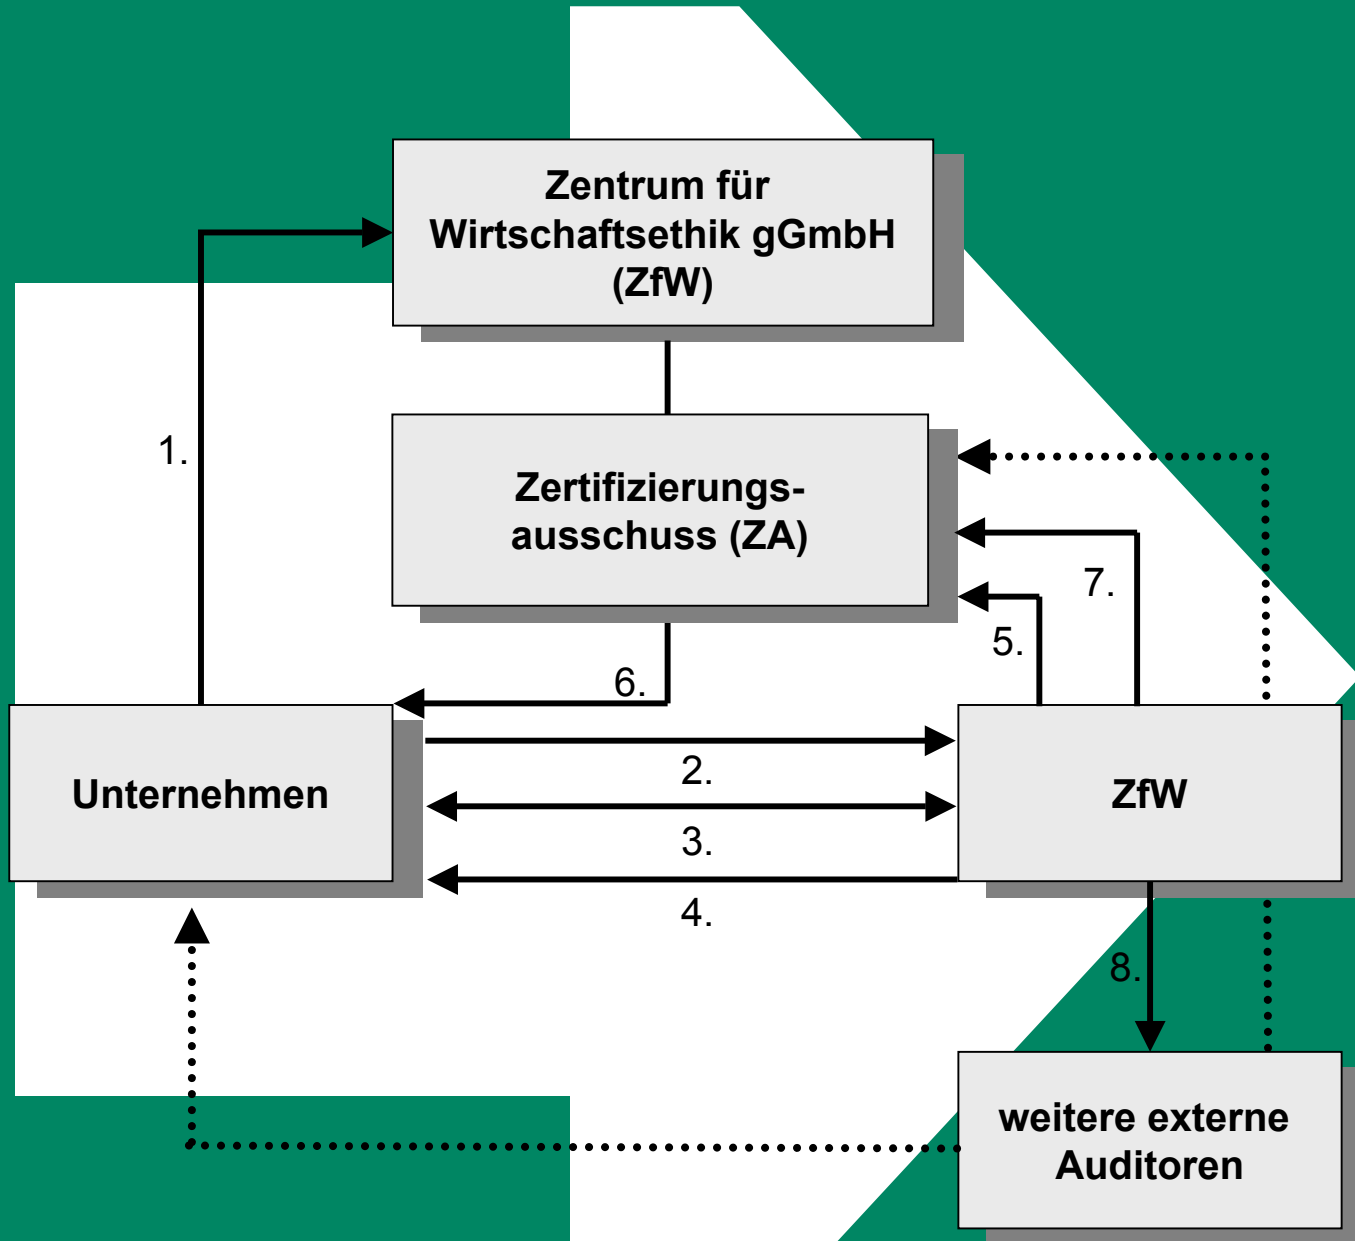 Zentrum für
Wirtschaftsethik gGmbH
(ZfW)
1.
Zertifizierungs-
ausschuss (ZA)
7.
5.
6.
Unternehmen
2.
3.
4.
ZfW
8.
weitere externe
Auditoren